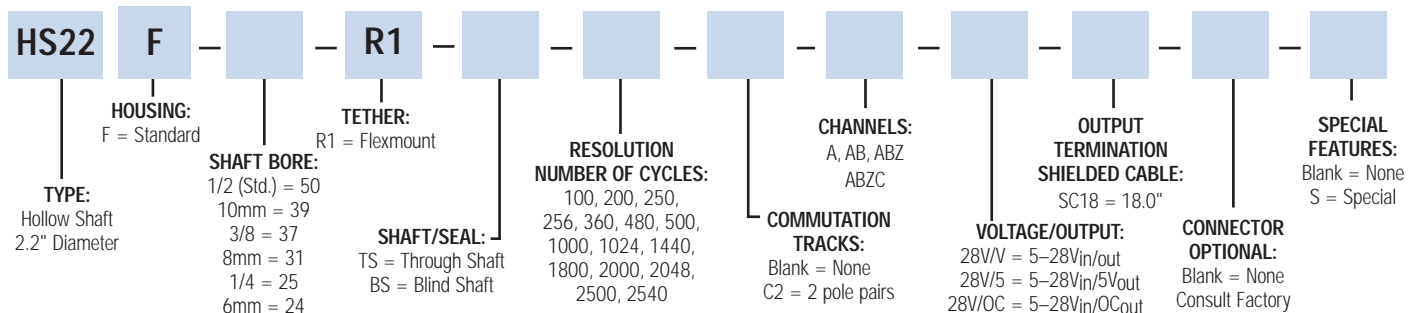 HS22 F – – R1 – – – – – – – –
HOUSING:
F = Standard
TYPE:
Hollow Shaft
2.2" Diameter
SHAFT BORE:
1/2 (Std.) = 50
10mm = 39
3/8 = 37
8mm = 31
1/4 = 25
6mm = 24
TETHER:
R1 = Flexmount
SHAFT/SEAL:
TS = Through Shaft
BS = Blind Shaft
RESOLUTION
NUMBER OF CYCLES:
100, 200, 250,
256, 360, 480, 500,
1000, 1024, 1440,
1800, 2000, 2048,
2500, 2540
COMMUTATION
TRACKS:
Blank = None
C2 = 2 pole pairs
CHANNELS:
A, AB, ABZ
ABZC
VOLTAGE/OUTPUT:
28V/V = 5–28Vin/out
28V/5 = 5–28Vin/5Vout
28V/OC = 5–28Vin/OCout
OUTPUT
TERMINATION
SHIELDED CABLE:
SC18 = 18.0"
CONNECTOR
OPTIONAL:
Blank = None
Consult Factory
SPECIAL
FEATURES:
Blank = None
S = Special